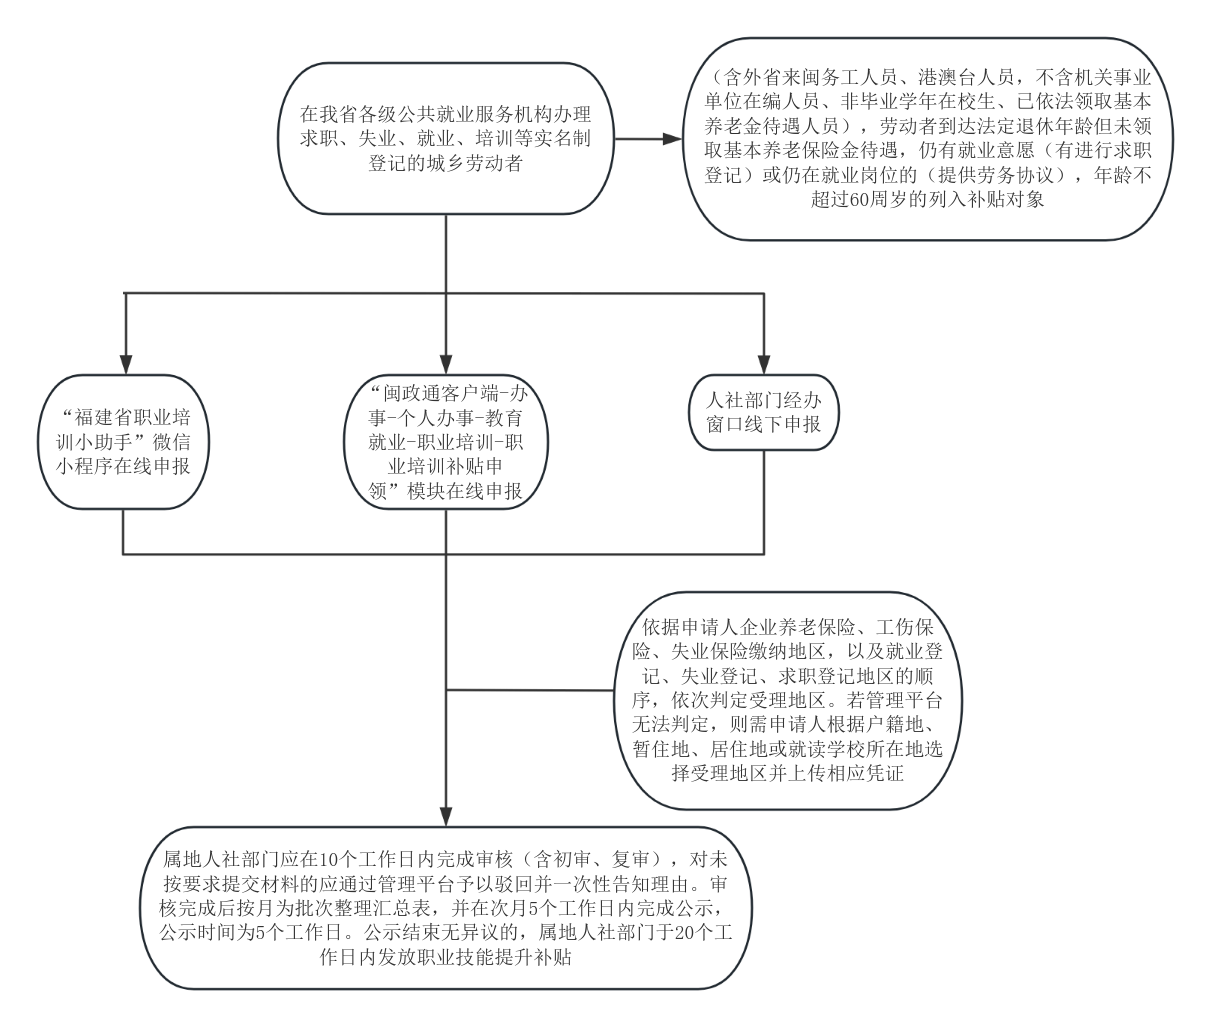 在我省各级公共就业服务机构办理
求职、失业、就业、培训等实名制
登记的城乡劳动者
（含外省来闽务工人员、港澳台人员，不含机关事业
单位在编人员、非毕业学年在校生、已依法领取基本
养老金待遇人员），劳动者到达法定退休年龄但未领
取基本养老保险金待遇，仍有就业意愿（有进行求职
登记）或仍在就业岗位的（提供劳务协议），年龄不
超过60周岁的列入补贴对象
“福建省职业培
训小助手”微信
小程序在线申报
“闽政通客户端-办
事-个人办事-教育
就业-职业培训-职
业培训补贴申
领”模块在线申报
人社部门经办
窗口线下申报
依据申请人企业养老保险、工伤保
险、失业保险缴纳地区，以及就业登
记、失业登记、求职登记地区的顺
序，依次判定受理地区。若管理平台
无法判定，则需申请人根据户籍地、
暂住地、居住地或就读学校所在地选
择受理地区并上传相应凭证
属地人社部门应在10个工作日内完成审核（含初审、复审），对未
按要求提交材料的应通过管理平台予以驳回并一次性告知理由。审
核完成后按月为批次整理汇总表，并在次月5个工作日内完成公示，
公示时间为5个工作日。公示结束无异议的，属地人社部门于20个工
作日内发放职业技能提升补贴